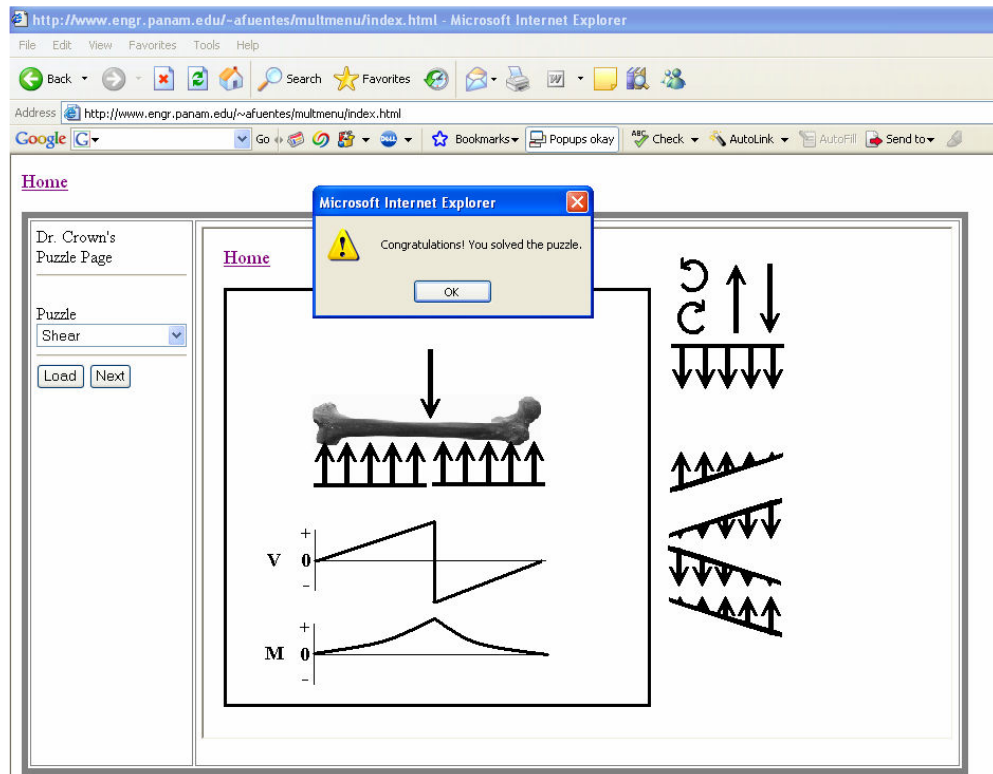 http://www.engr.panam.edu/~afuentes/multmenu/index.html - Microsoft Internet Explorer
File Edit View Favorites Tools Help
Back Search Favorites
Address http://www.engr.panam.edu/~afuentes/multmenu/index.html
Google G Go Bookmarks Popups okay ABC Check AutoLink AutoFill Send to
Home
Microsoft Internet Explorer
Congratulations! You solved the puzzle.
OK
Dr. Crown's
Puzzle Page
Puzzle
Shear
Load Next
Home
+
V 0
-
+
M 0
-